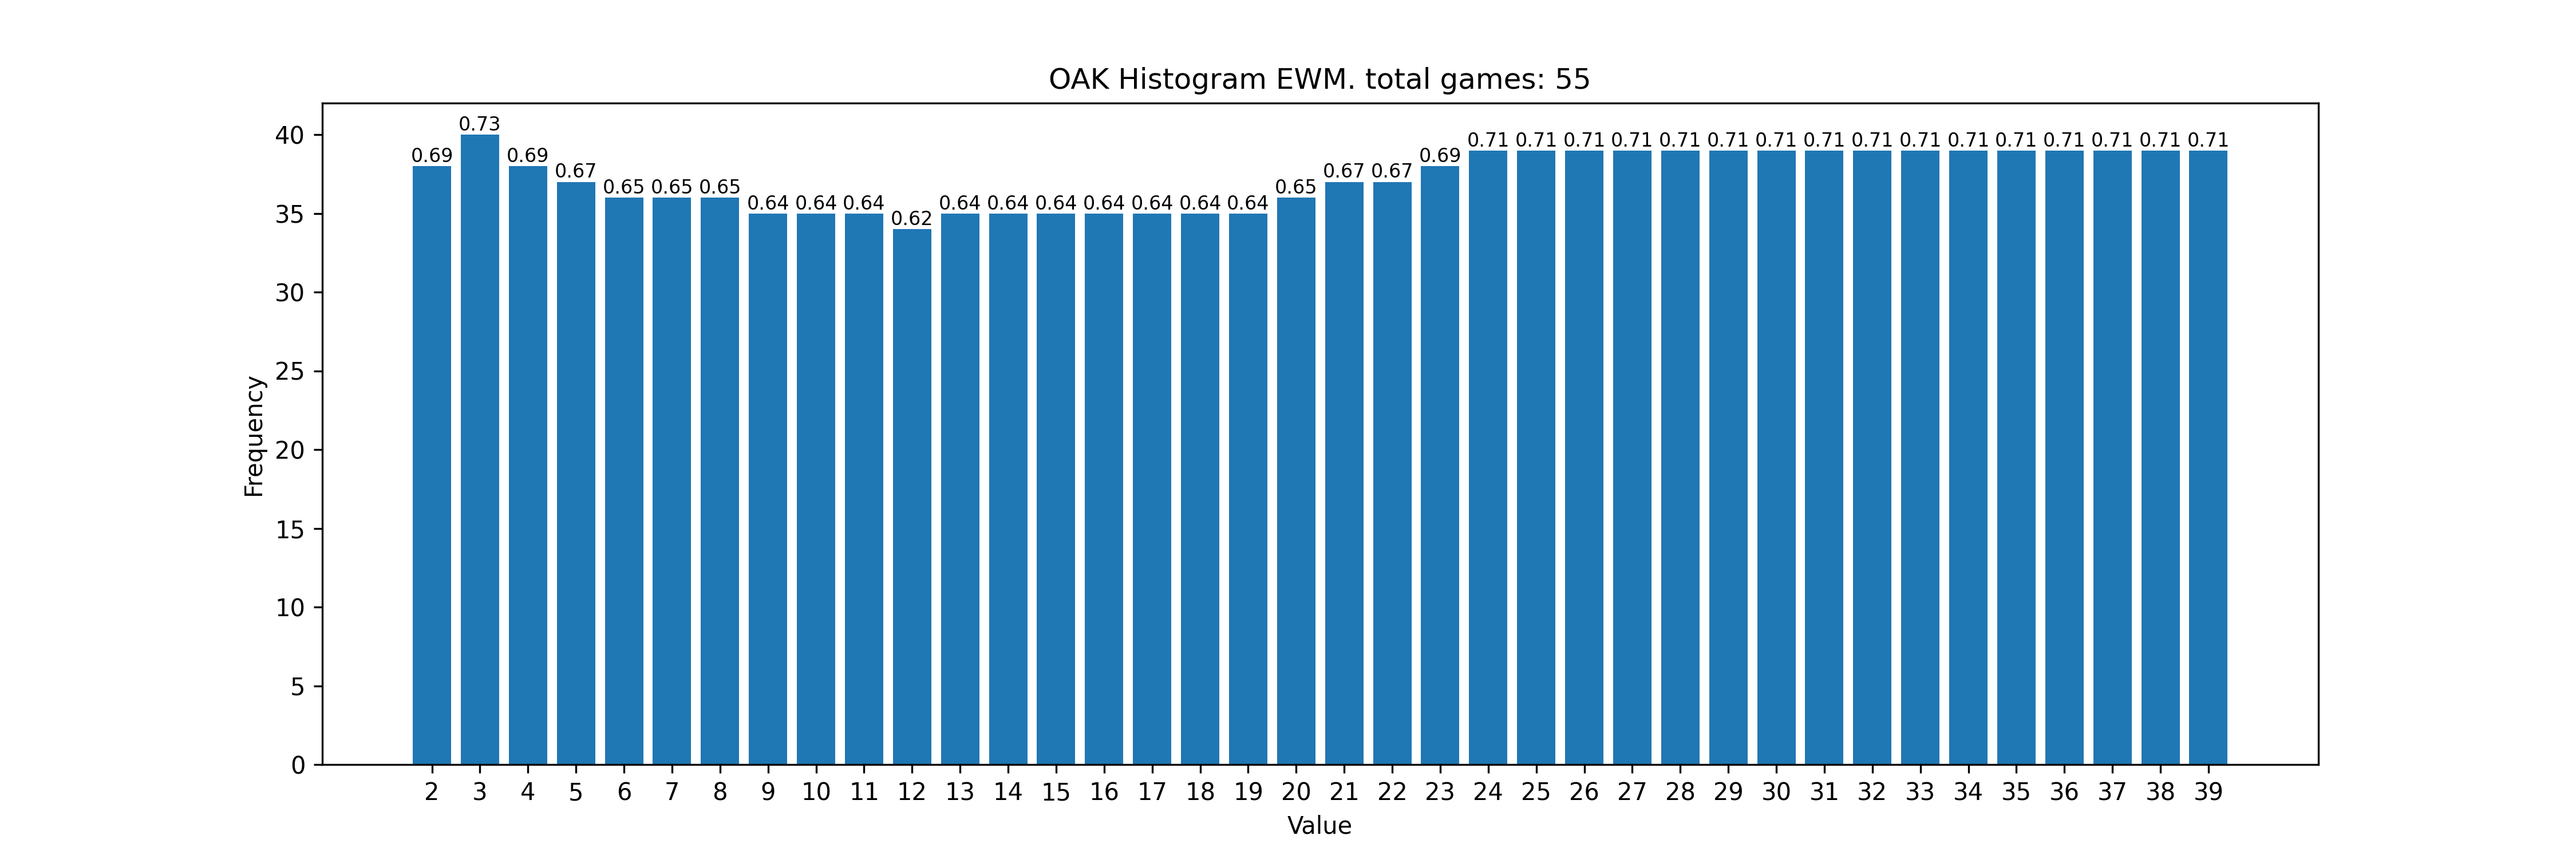 OAK Histogram EWM. total games: 55
0.69 0.73 0.69 0.67 0.65 0.65 0.65 0.64 0.64 0.64 0.62 0.64 0.64 0.64 0.64 0.64 0.64 0.64 0.65 0.67 0.67 0.69 0.71 0.71 0.71 0.71 0.71 0.71 0.71 0.71 0.71 0.71 0.71 0.71 0.71 0.71 0.71 0.71
40
35
30
25
20
15
10
5
0
Frequency
2 3 4 5 6 7 8 9 10 11 12 13 14 15 16 17 18 19 20 21 22 23 24 25 26 27 28 29 30 31 32 33 34 35 36 37 38 39
Value